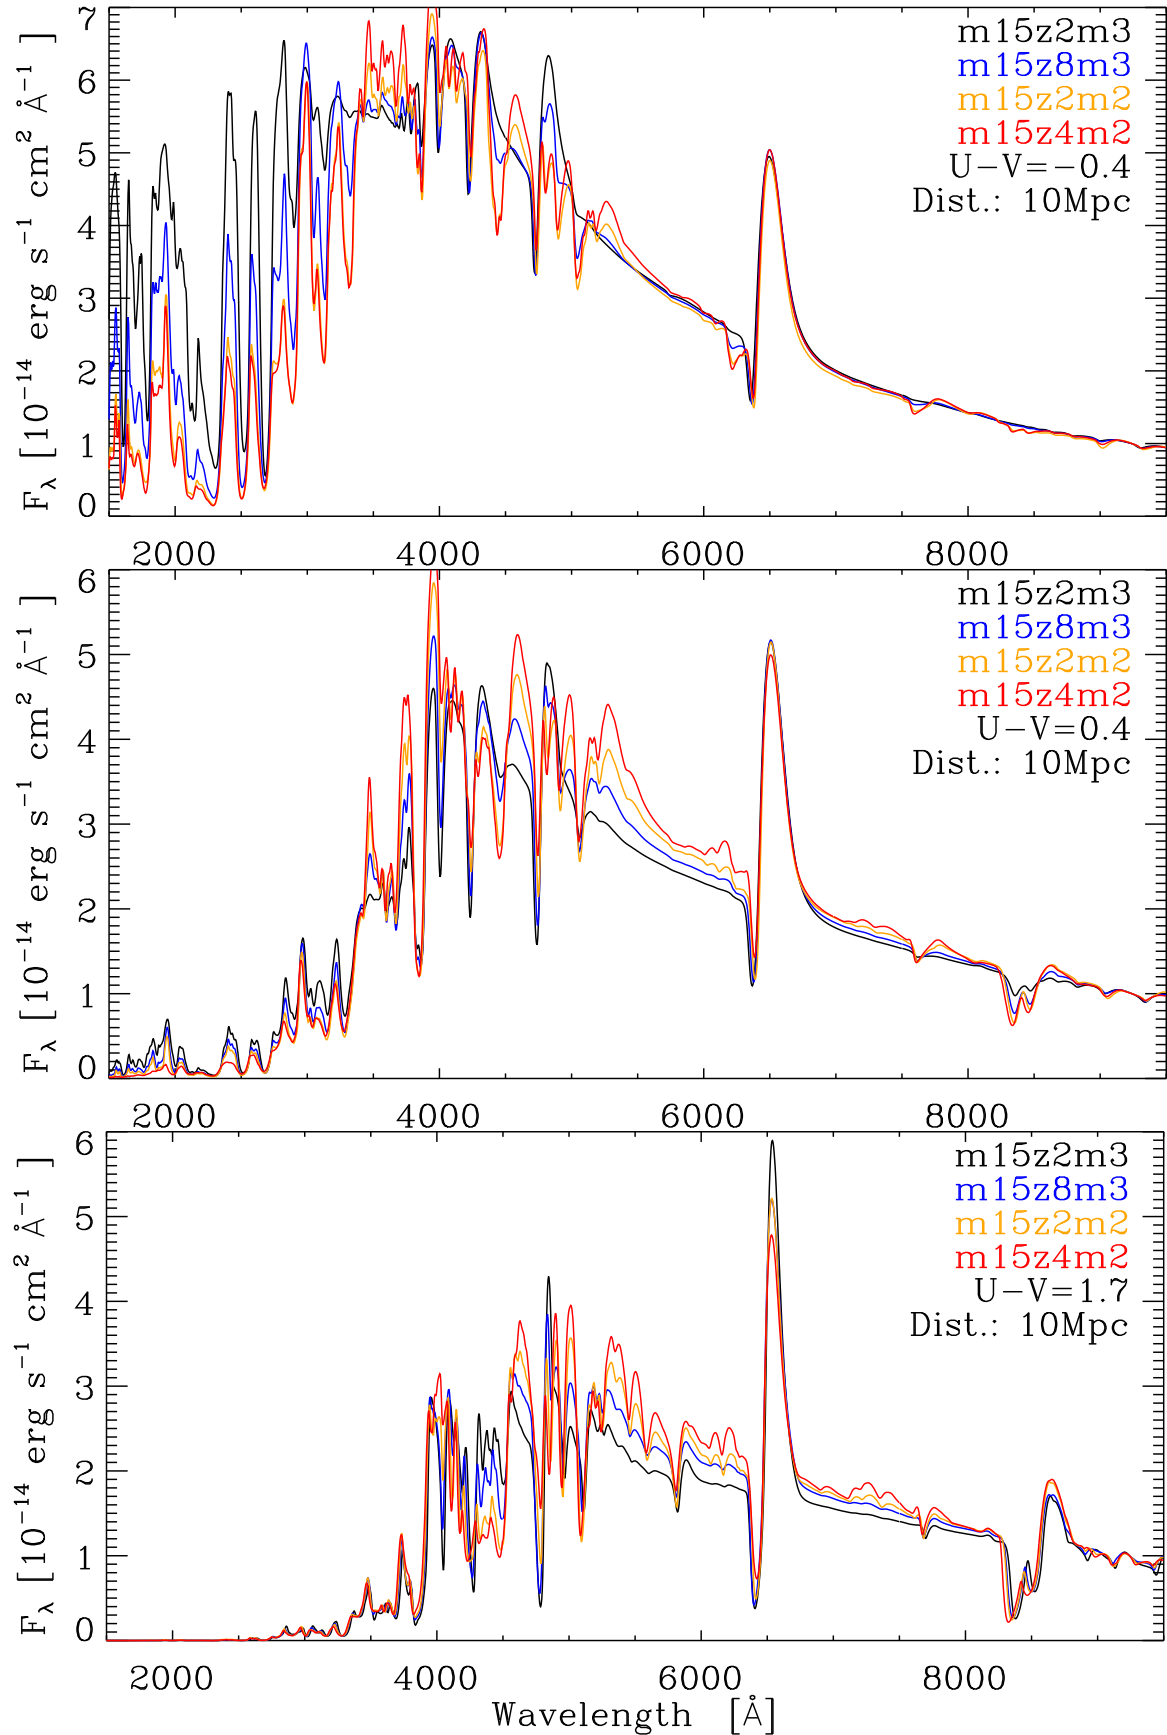 7
6
5
4
3
2
1
0
F_λ [10^−14 erg s^−1 cm^2 Å^−1 ]
m15z2m3
m15z8m3
m15z2m2
m15z4m2
U−V=−0.4
Dist.: 10Mpc
2000 4000 6000 8000
6
5
4
3
2
1
0
F_λ [10^−14 erg s^−1 cm^2 Å^−1 ]
m15z2m3
m15z8m3
m15z2m2
m15z4m2
U−V=0.4
Dist.: 10Mpc
2000 4000 6000 8000
6
5
4
3
2
1
0
F_λ [10^−14 erg s^−1 cm^2 Å^−1 ]
m15z2m3
m15z8m3
m15z2m2
m15z4m2
U−V=1.7
Dist.: 10Mpc
2000 4000 6000 8000
Wavelength [Å]